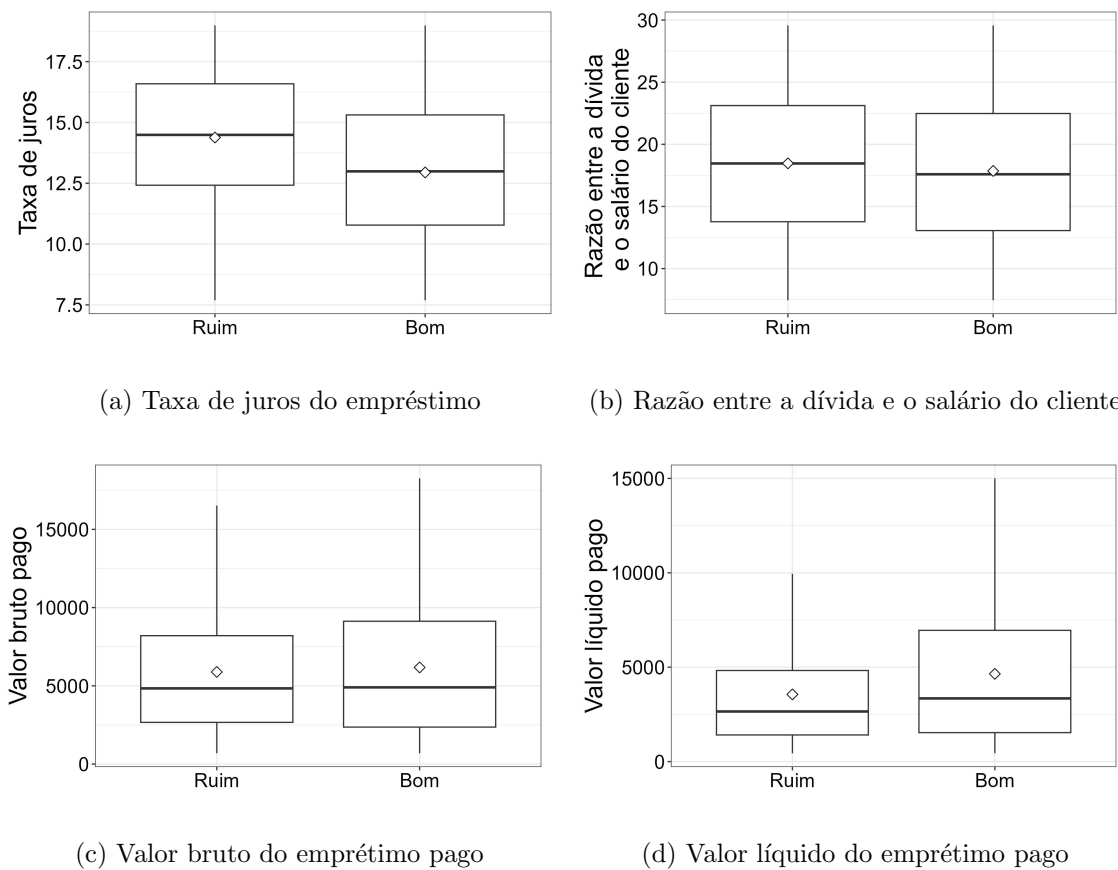 Taxa de juros
17.5
15.0
12.5
10.0
7.5
Ruim
Bom
(a) Taxa de juros do empréstimo
Razão entre a dívida
e o salário do cliente
30
25
20
15
10
Ruim
Bom
(b) Razão entre a dívida e o salário do cliente
Valor bruto pago
15000
10000
5000
0
Ruim
Bom
(c) Valor bruto do emprétimo pago
Valor líquido pago
15000
10000
5000
0
Ruim
Bom
(d) Valor líquido do emprétimo pago